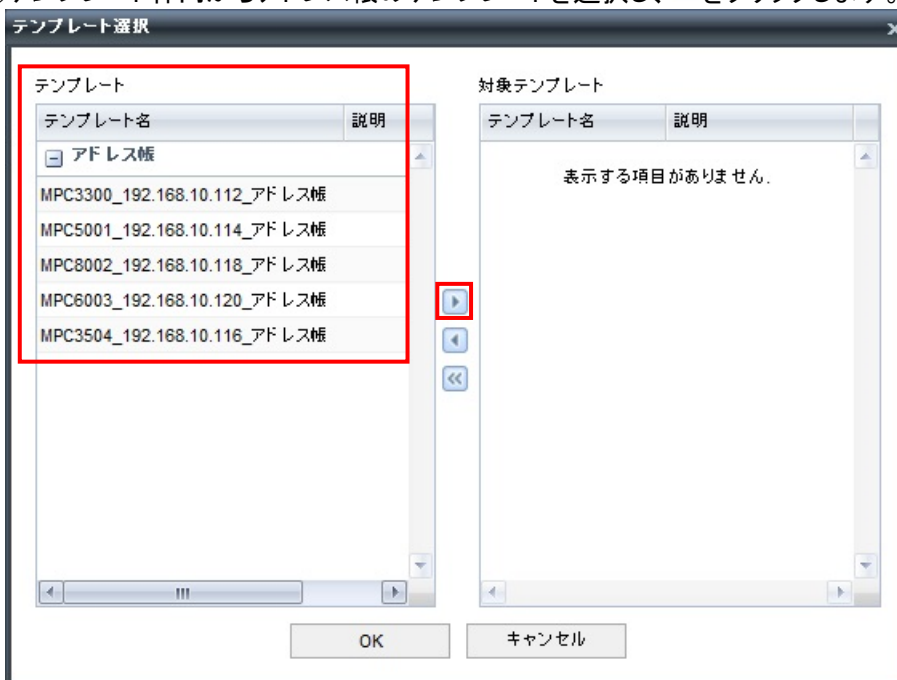 テンプレート選択
テンプレート
テンプレート名 説明
アドレス帳
MPC3300_192.168.10.112_アドレス帳
MPC5001_192.168.10.114_アドレス帳
MPC8002_192.168.10.118_アドレス帳
MPC6003_192.168.10.120_アドレス帳
MPC3504_192.168.10.116_アドレス帳
対象テンプレート
テンプレート名 説明
表示する項目がありません.
OK
キャンセル